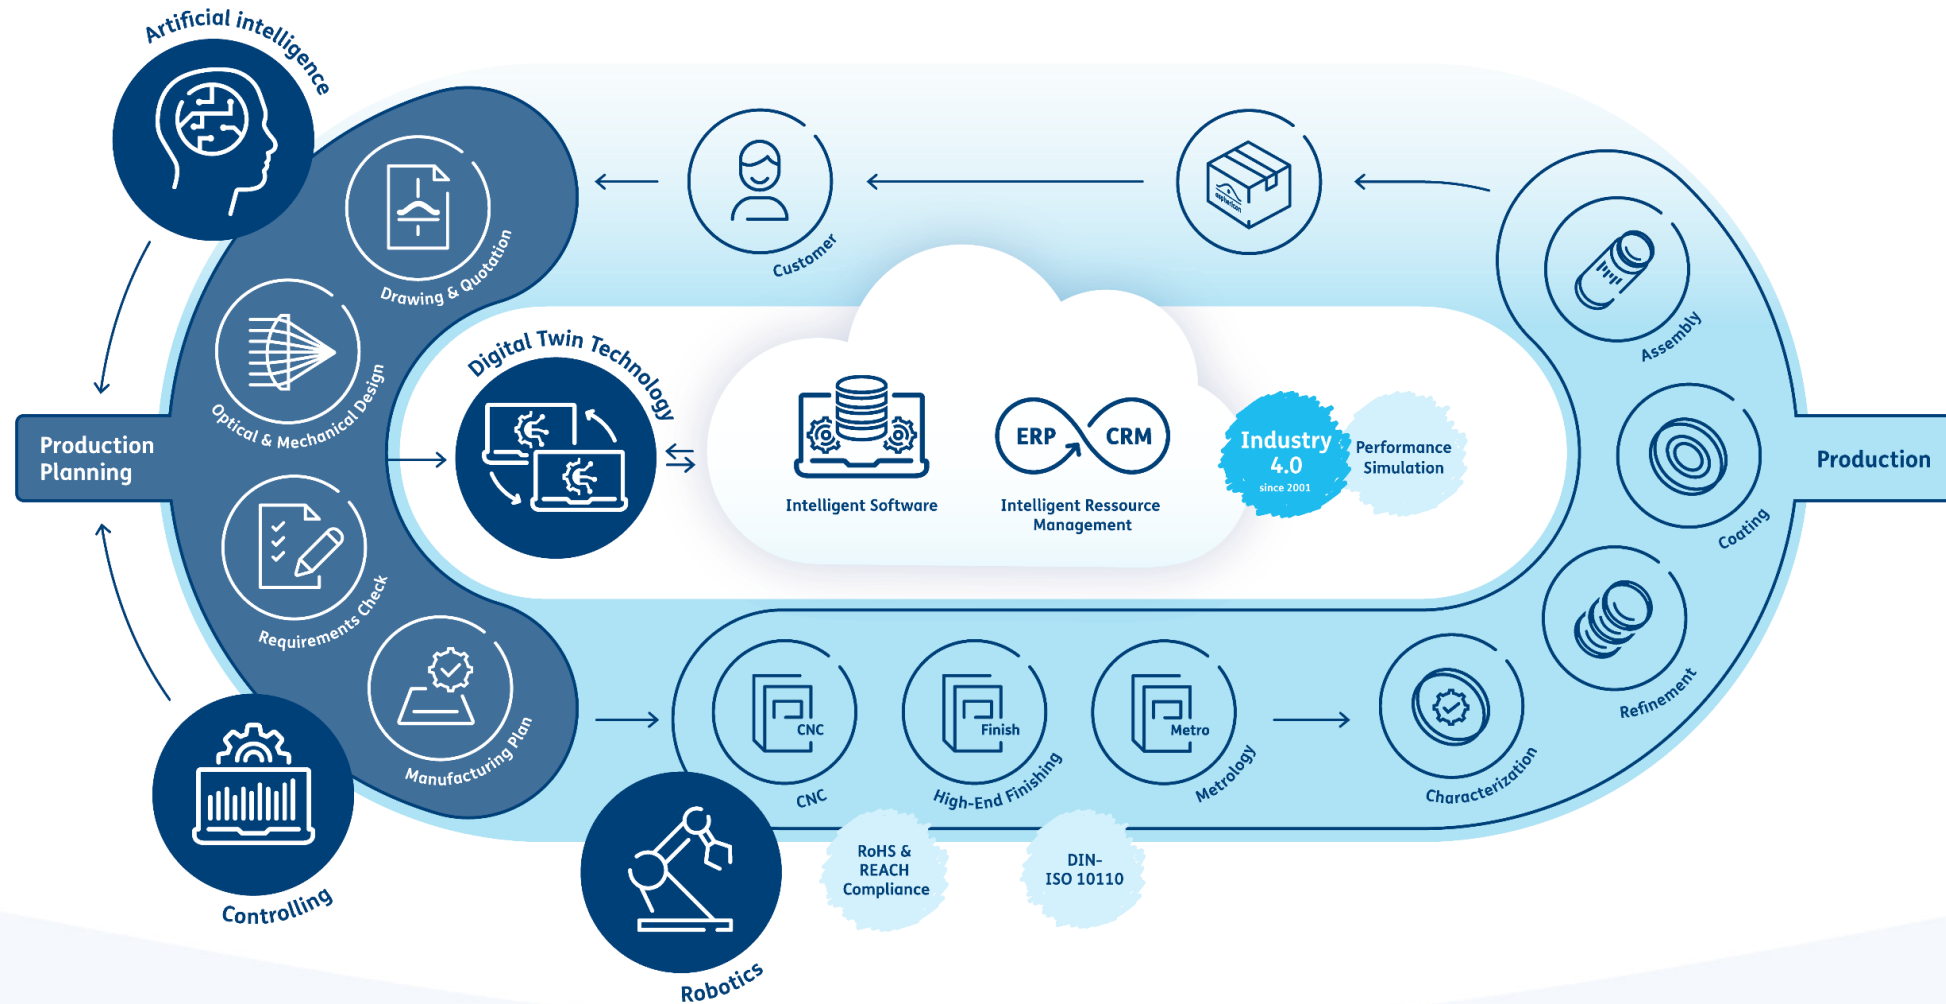 Artificial intelligence
Drawing & Quotation
Customer
asphericon
Assembly
Optical & Mechanical Design
Digital Twin Technology
Production
Planning
Requirements Check
Manufacturing Plan
Controlling
Intelligent Software
ERP
CRM
Intelligent Ressource
Management
Industry
4.0
since 2001
Performance
Simulation
Coating
Production
Refinement
CNC
CNC
Finish
High-End Finishing
Metro
Metrology
Characterization
RoHS &
REACH
Compliance
DIN-
ISO 10110
Robotics